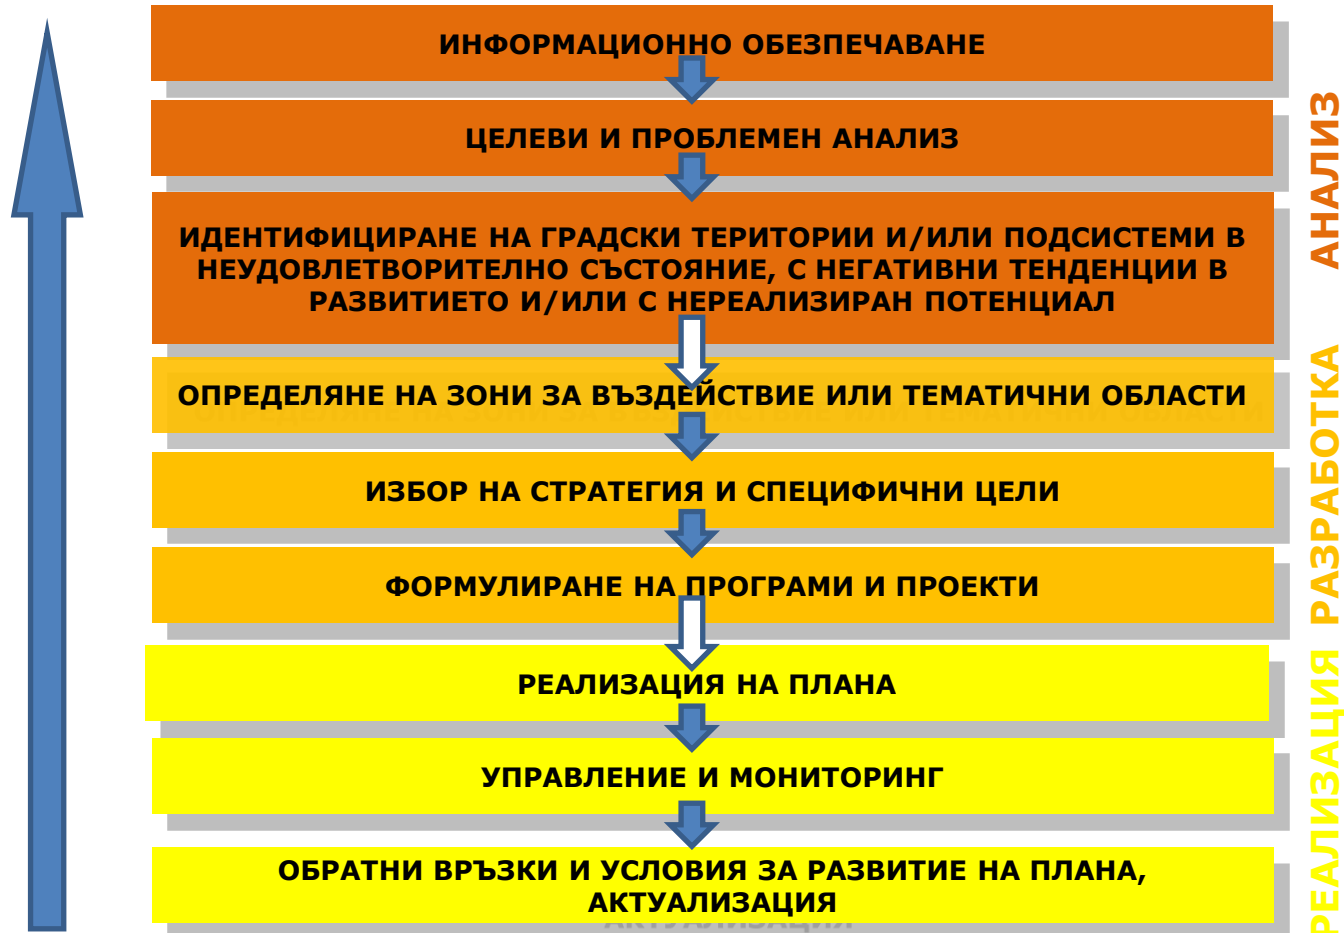 ИНФОРМАЦИОННО ОБЕЗПЕЧАВАНЕ
ЦЕЛЕВИ И ПРОБЛЕМЕН АНАЛИЗ
ИДЕНТИФИЦИРАНЕ НА ГРАДСКИ ТЕРИТОРИИ И/ИЛИ ПОДСИСТЕМИ В
НЕУДОВЛЕТВОРИТЕЛНО СЪСТОЯНИЕ, С НЕГАТИВНИ ТЕНДЕНЦИИ В
РАЗВИТИЕТО И/ИЛИ С НЕРЕАЛИЗИРАН ПОТЕНЦИАЛ
ОПРЕДЕЛЯНЕ НА ЗОНИ ЗА ВЪЗДЕЙСТВИЕ ИЛИ ТЕМАТИЧНИ ОБЛАСТИ
ИЗБОР НА СТРАТЕГИЯ И СПЕЦИФИЧНИ ЦЕЛИ
ФОРМУЛИРАНЕ НА ПРОГРАМИ И ПРОЕКТИ
РЕАЛИЗАЦИЯ НА ПЛАНА
УПРАВЛЕНИЕ И МОНИТОРИНГ
ОБРАТНИ ВРЪЗКИ И УСЛОВИЯ ЗА РАЗВИТИЕ НА ПЛАНА,
АКТУАЛИЗАЦИЯ
АНАЛИЗ
РАЗРАБОТКА
РЕАЛИЗАЦИЯ